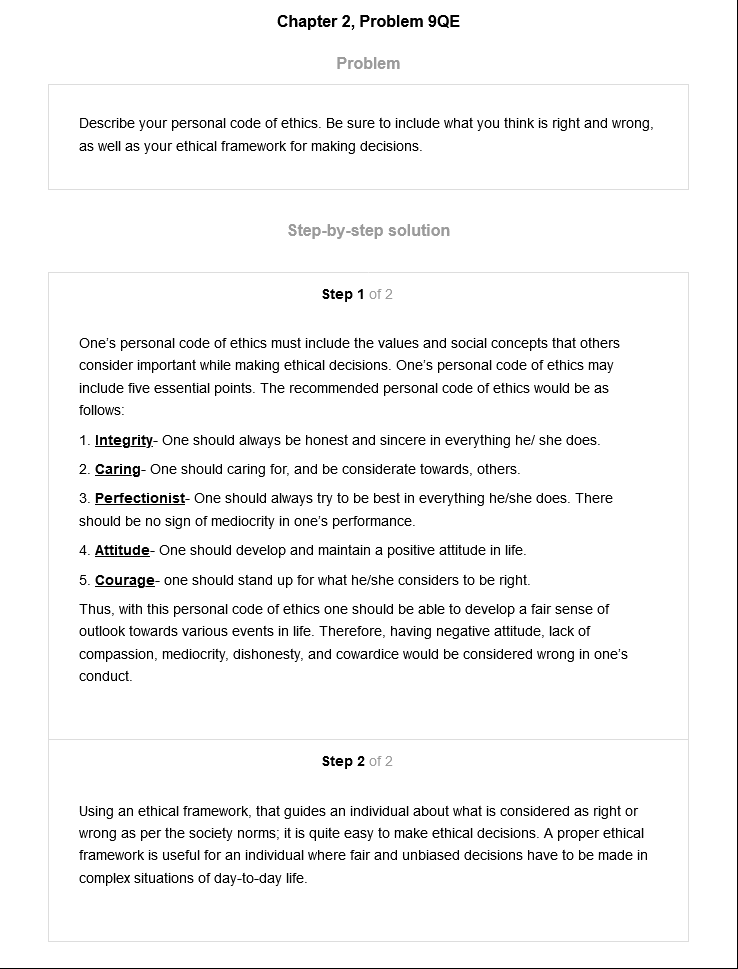 Chapter 2, Problem 9QE
Problem
Describe your personal code of ethics. Be sure to include what you think is right and wrong,
as well as your ethical framework for making decisions.
Step-by-step solution
Step 1 of 2
One's personal code of ethics must include the values and social concepts that others
consider important while making ethical decisions. One's personal code of ethics may
include five essential points. The recommended personal code of ethics would be as
follows:
1. Integrity- One should always be honest and sincere in everything he/ she does.
2. Caring- One should caring for, and be considerate towards, others.
3. Perfectionist- One should always try to be best in everything he/she does. There
should be no sign of mediocrity in one's performance.
4. Attitude- One should develop and maintain a positive attitude in life.
5. Courage- one should stand up for what he/she considers to be right.
Thus, with this personal code of ethics one should be able to develop a fair sense of
outlook towards various events in life. Therefore, having negative attitude, lack of
compassion, mediocrity, dishonesty, and cowardice would be considered wrong in one's
conduct.
Step 2 of 2
Using an ethical framework, that guides an individual about what is considered as right or
wrong as per the society norms; it is quite easy to make ethical decisions. A proper ethical
framework is useful for an individual where fair and unbiased decisions have to be made in
complex situations of day-to-day life.